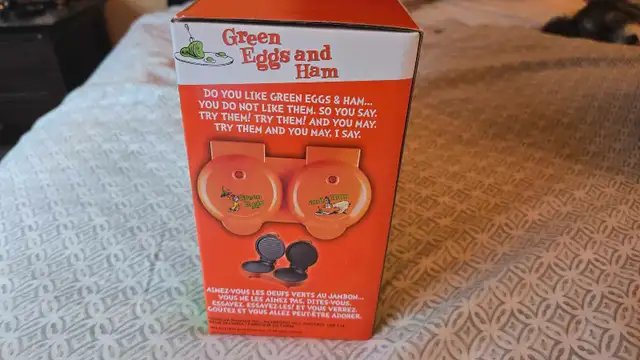 Green
Eggs and
Ham
DO YOU LIKE GREEN EGGS & HAM...
YOU DO NOT LIKE THEM. SO YOU SAY.
TRY THEM! TRY THEM! AND YOU MAY.
TRY THEM AND YOU MAY, I SAY.
Green
Eggs
AIMEZ-VOUS LES OEUFS VERTS AU JAMBON...
VOUS NE LES AIMEZ PAS. DITES-VOUS.
ESSAYEZ. ESSAYEZ-LES! ET VOUS VERREZ.
GOÛTEZ ET VOUS ALLEZ PEUT-ÊTRE ADORER.